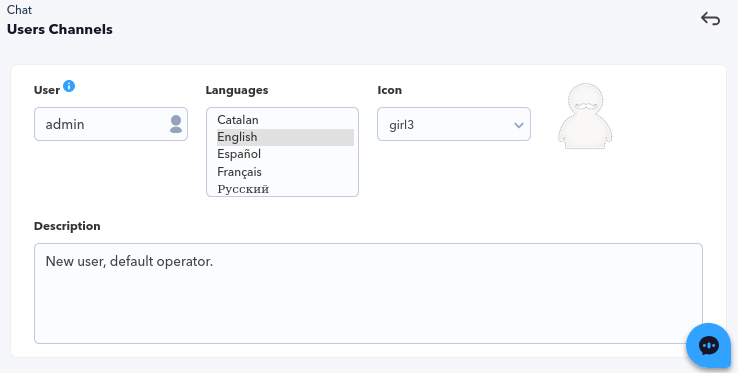 Chat
Users Channels
User
Languages
Icon
admin
Catalan
English
Español
Français
Русский
girl3
Description
New user, default operator.